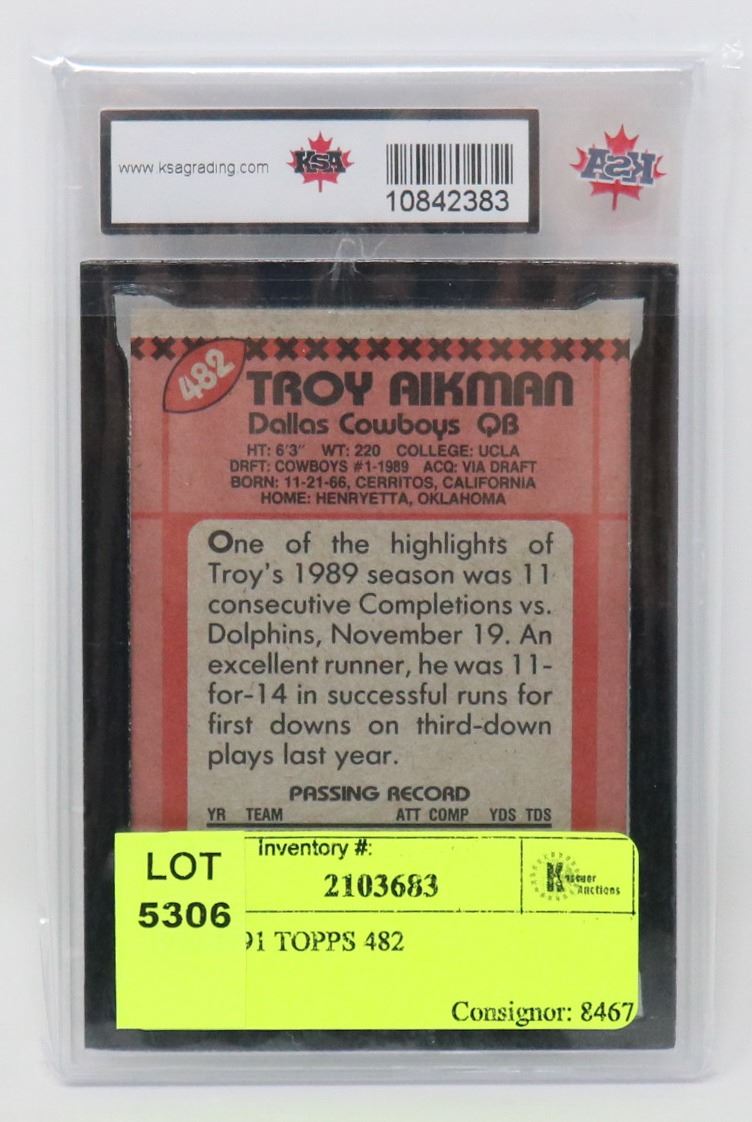 www.ksagrading.com
KSA
10842383
KSA
482
TROY AIKMAN
Dallas Cowboys QB
HT: 6'3" WT: 220 COLLEGE: UCLA
DRFT: COWBOYS #1-1989 ACQ: VIA DRAFT
BORN: 11-21-66, CERRITOS, CALIFORNIA
HOME: HENRYETTA, OKLAHOMA
One of the highlights of
Troy's 1989 season was 11
consecutive Completions vs.
Dolphins, November 19. An
excellent runner, he was 11-
for-14 in successful runs for
first downs on third-down
plays last year.
PASSING RECORD
YR TEAM ATT COMP YDS TDS
LOT
5306
Inventory #:
2103683
Auctions
91 TOPPS 482
Consignor: 8467